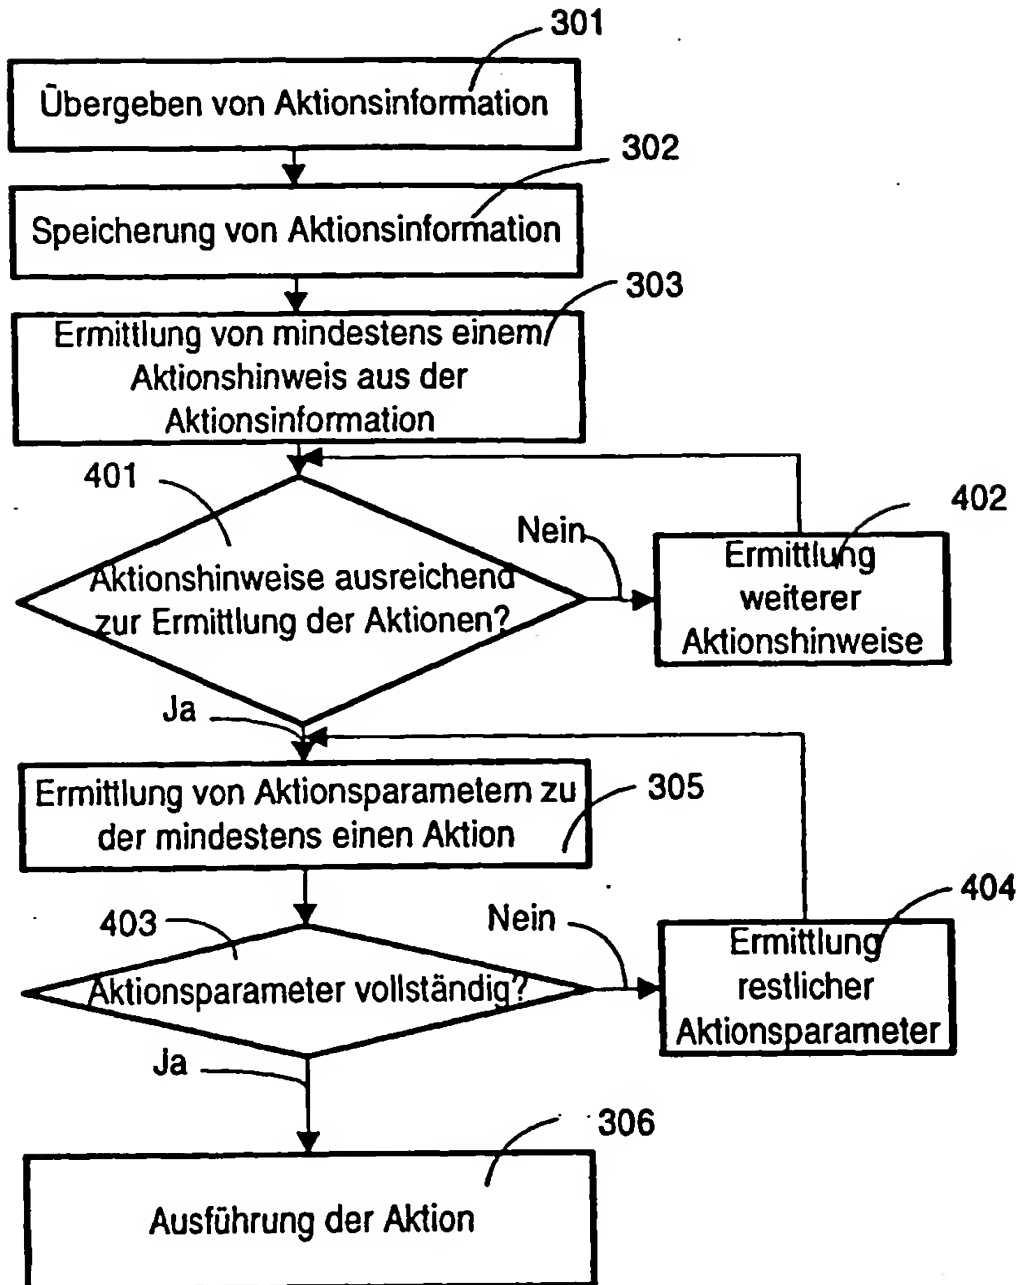 301
Übergeben von Aktionsinformation
302
Speicherung von Aktionsinformation
303
Ermittlung von mindestens einem
Aktionshinweis aus der
Aktionsinformation
401
Aktionshinweise ausreichend
zur Ermittlung der Aktionen?
Nein
402
Ermittlung
weiterer
Aktionshinweise
Ja
Ermittlung von Aktionsparametern zu
der mindestens einen Aktion
305
403
Aktionsparameter vollständig?
Nein
404
Ermittlung
restlicher
Aktionsparameter
Ja
306
Ausführung der Aktion